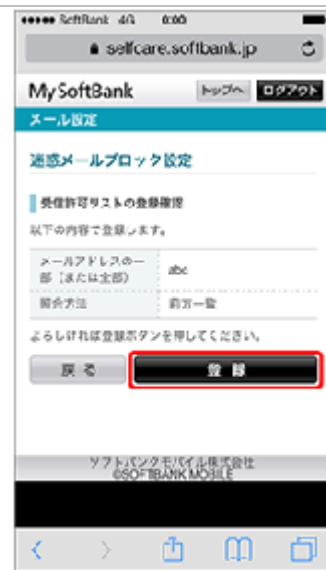 SoftBank 4G 0:00
selfcare.softbank.jp
My SoftBank トップへ ログアウト
メール設定
迷惑メールブロック設定
受信許可リストの登録確認
以下の内容で登録します。
メールアドレスの一
部（または全部） abc
照合方法 前方一致
よろしければ登録ボタンを押してください。
戻る 登録
ソフトバンクモバイル株式会社
©SOFTBANK MOBILE